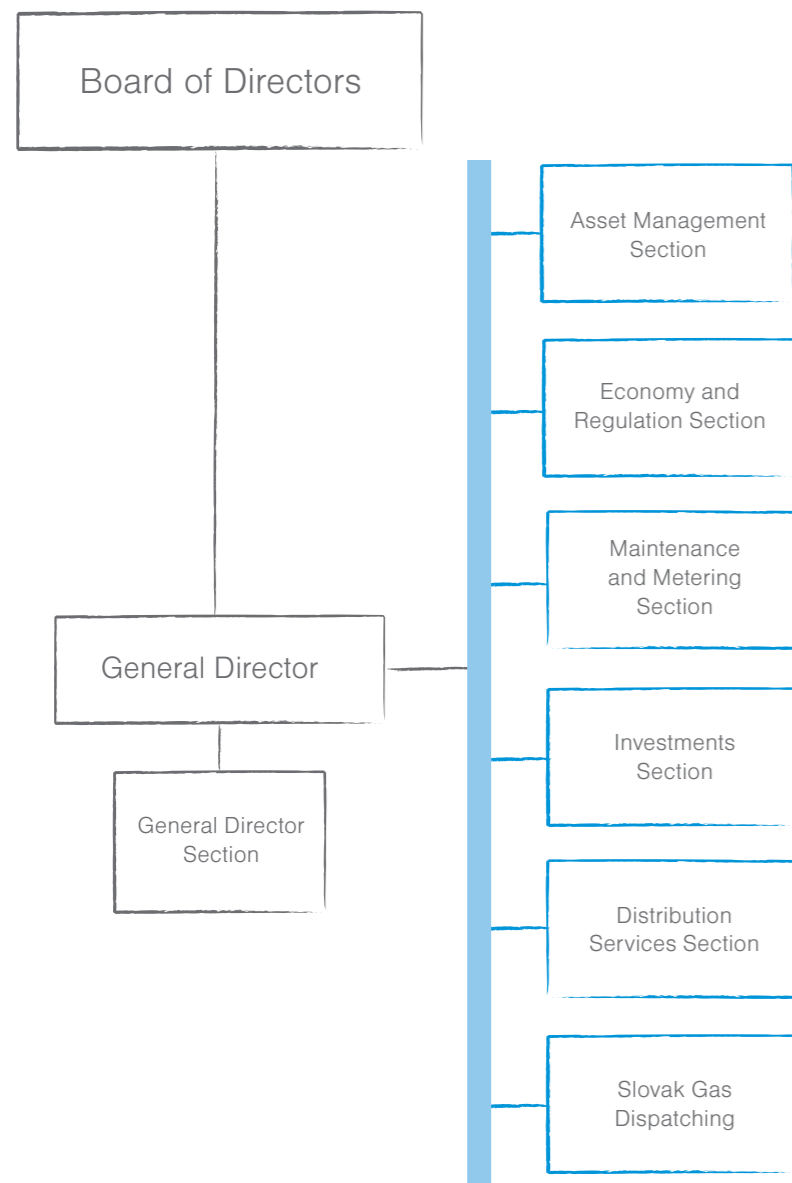 Board of Directors
General Director
General Director
Section
Asset Management
Section
Economy and
Regulation Section
Maintenance
and Metering
Section
Investments
Section
Distribution
Services Section
Slovak Gas
Dispatching